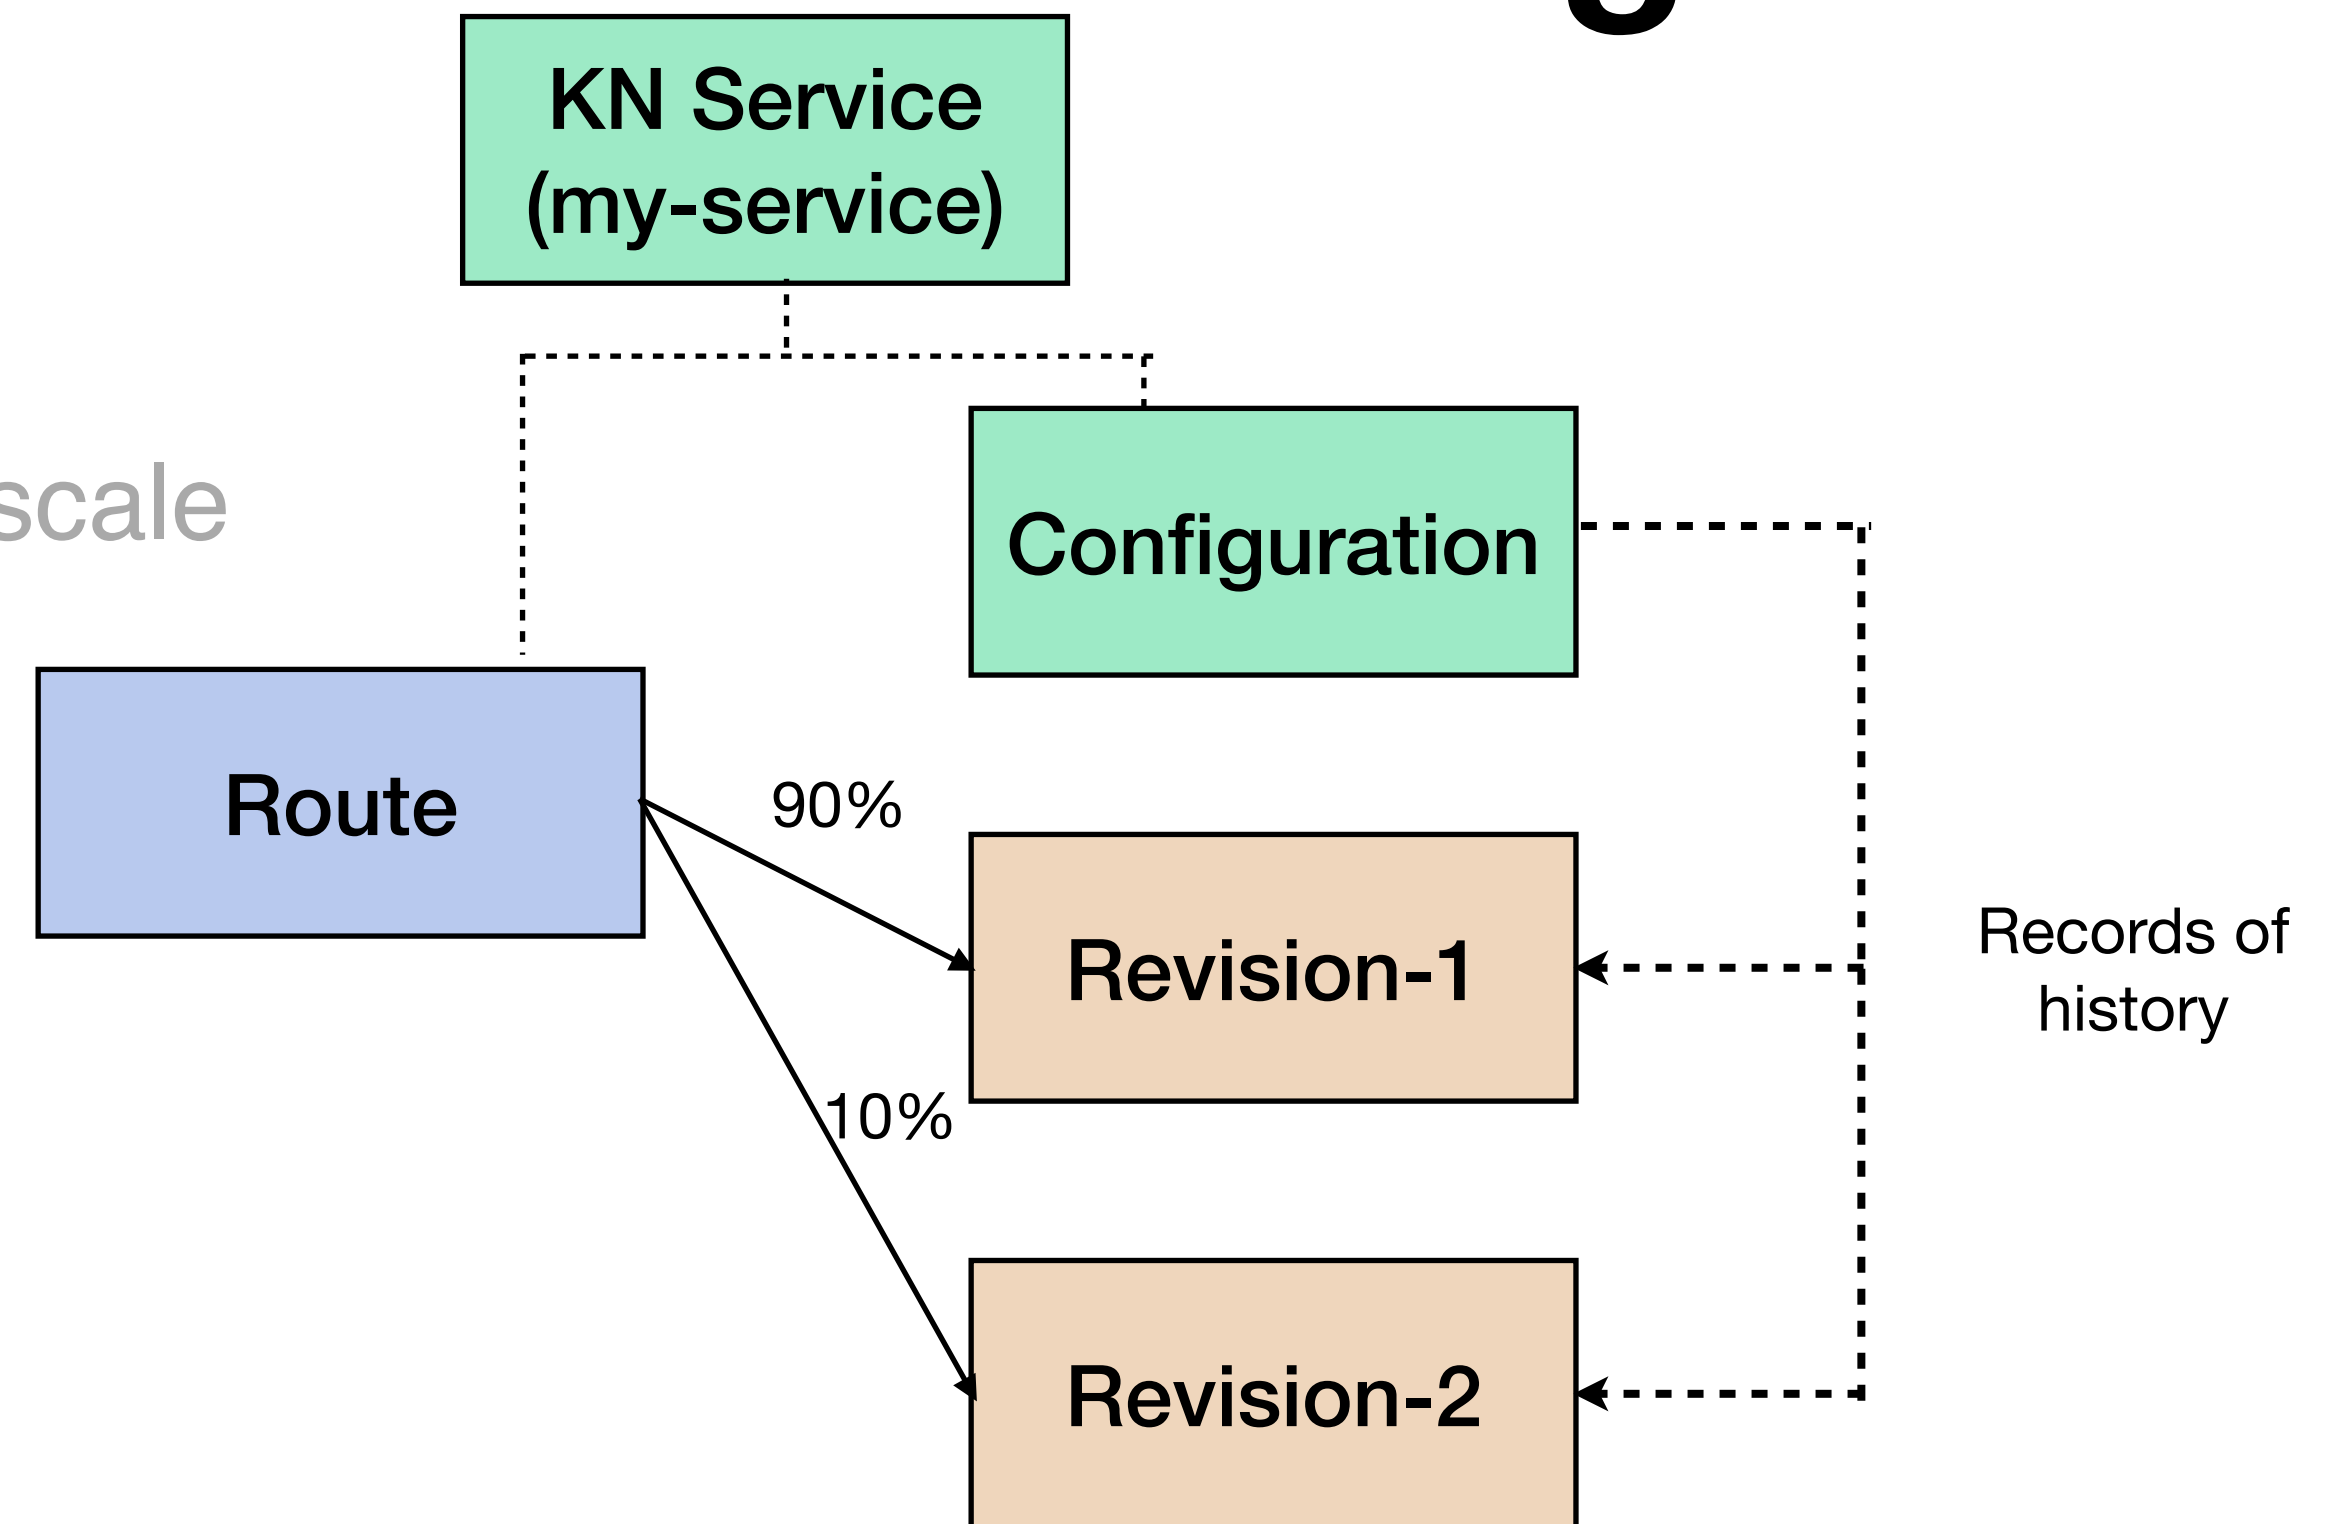 KN Service
(my-service)
scale
Configuration
Route
90%
Revision-1
Records of
history
10%
Revision-2